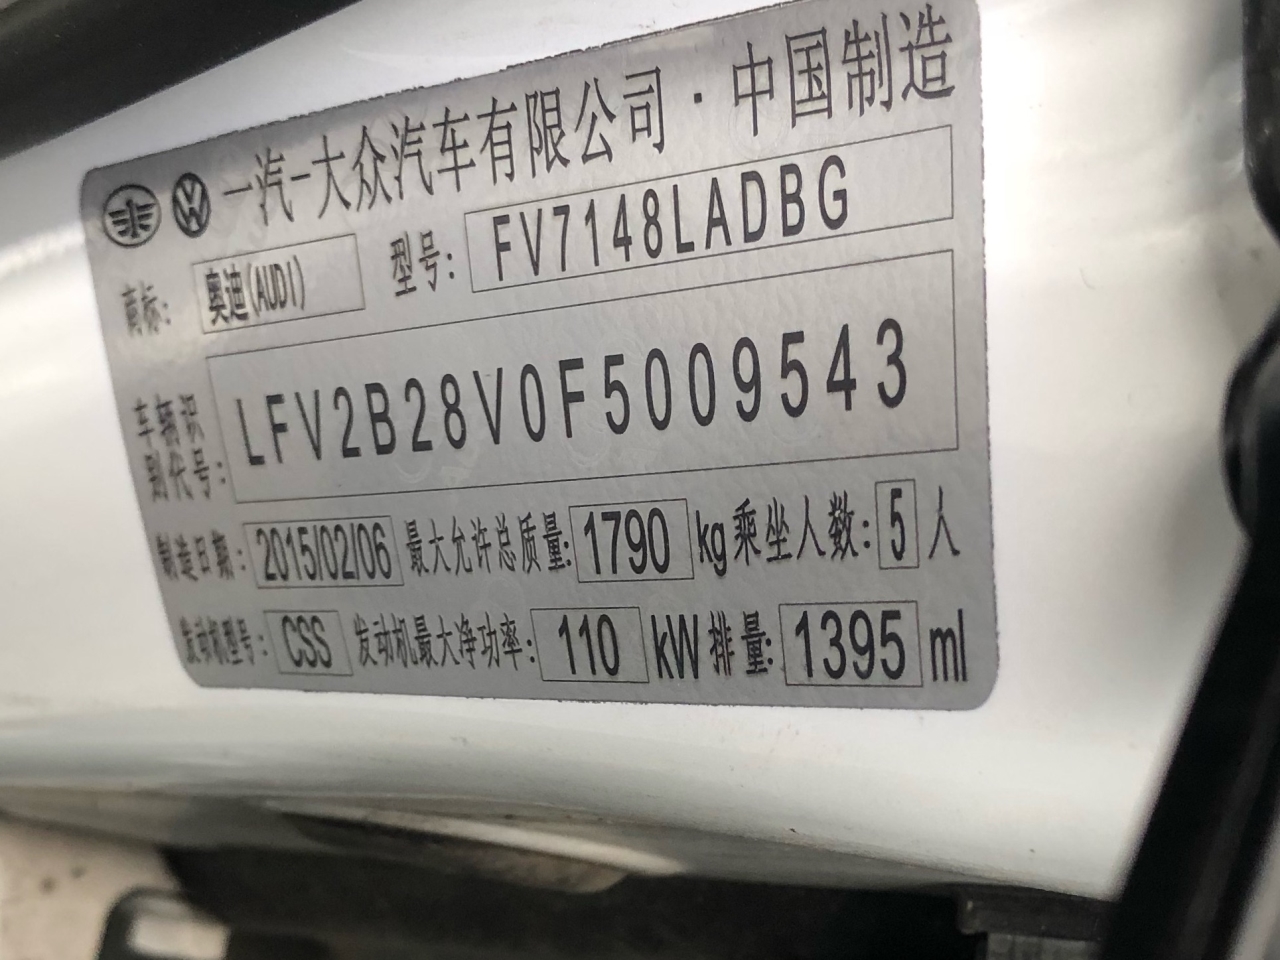 一汽-大众汽车有限公司·中国制造
商标: 奥迪(AUDI) 型号: FV7148LADBG
车辆识别代号: LFV2B28V0F5009543
制造日期: 2015/02/06 最大允许总质量: 1790 kg 乘坐人数: 5 人
发动机型号: CSS 发动机最大净功率: 110 kW 排量: 1395 ml